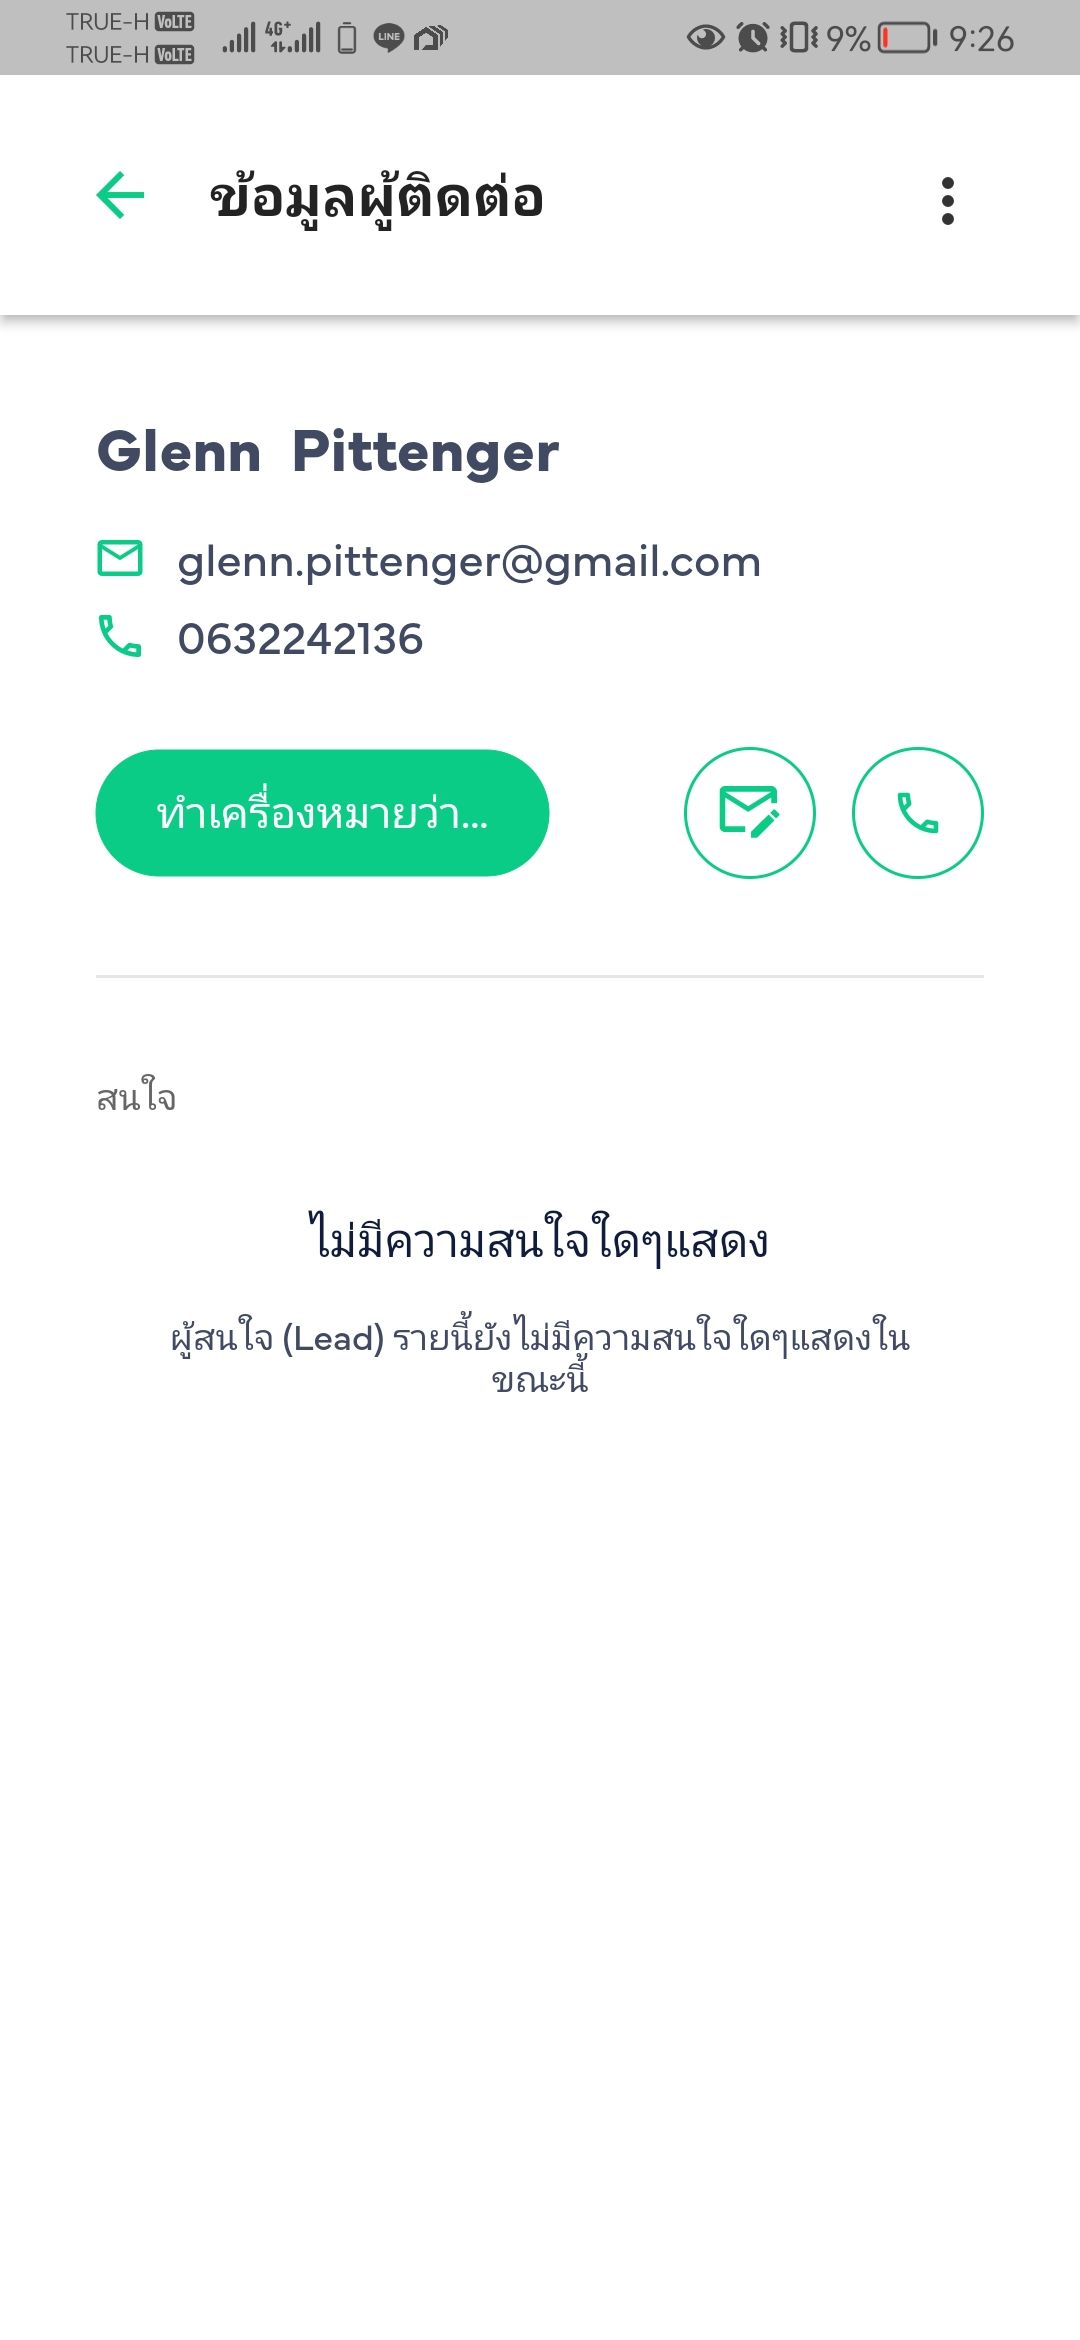 TRUE-H VoLTE
TRUE-H VoLTE
4G+
LINE
9%
9:26
ข้อมูลผู้ติดต่อ
Glenn Pittenger
glenn.pittenger@gmail.com
0632242136
ทำเครื่องหมายว่า...
สนใจ
ไม่มีความสนใจใดๆแสดง
ผู้สนใจ (Lead) รายนี้ยังไม่มีความสนใจใดๆแสดงใน
ขณะนี้